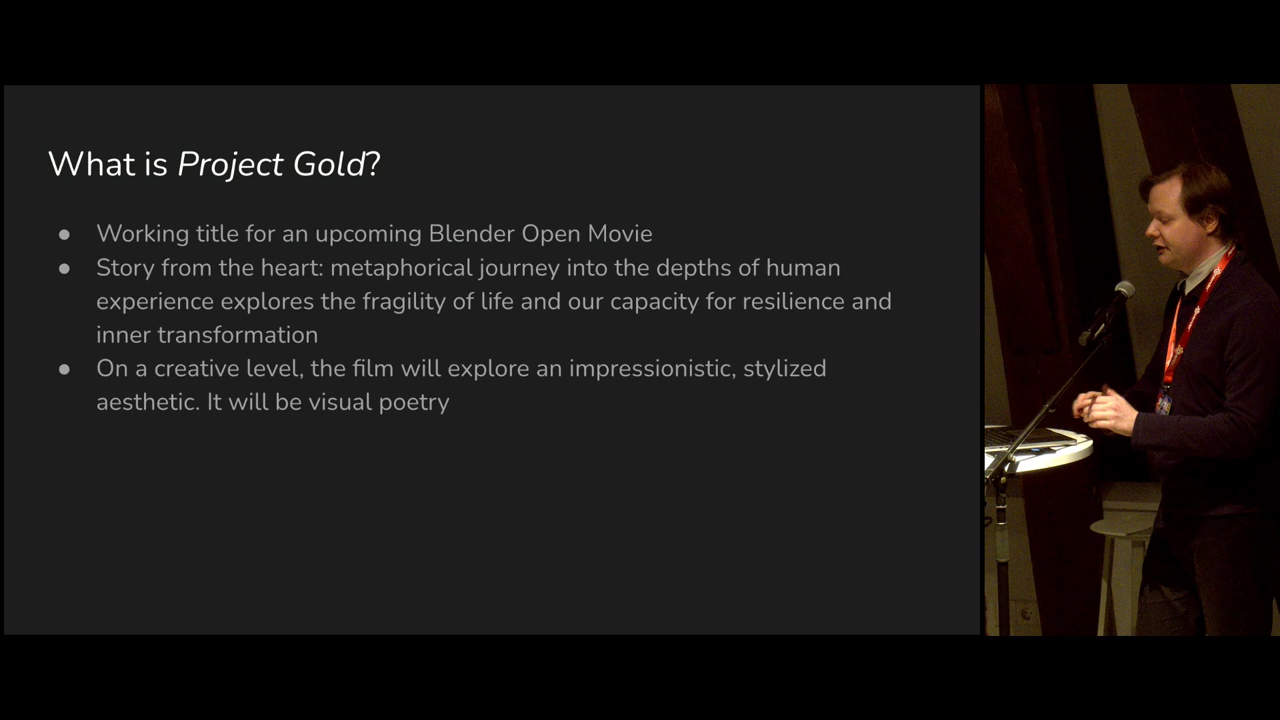 What is Project Gold?
● Working title for an upcoming Blender Open Movie
● Story from the heart: metaphorical journey into the depths of human
experience explores the fragility of life and our capacity for resilience and
inner transformation
● On a creative level, the film will explore an impressionistic, stylized
aesthetic. It will be visual poetry